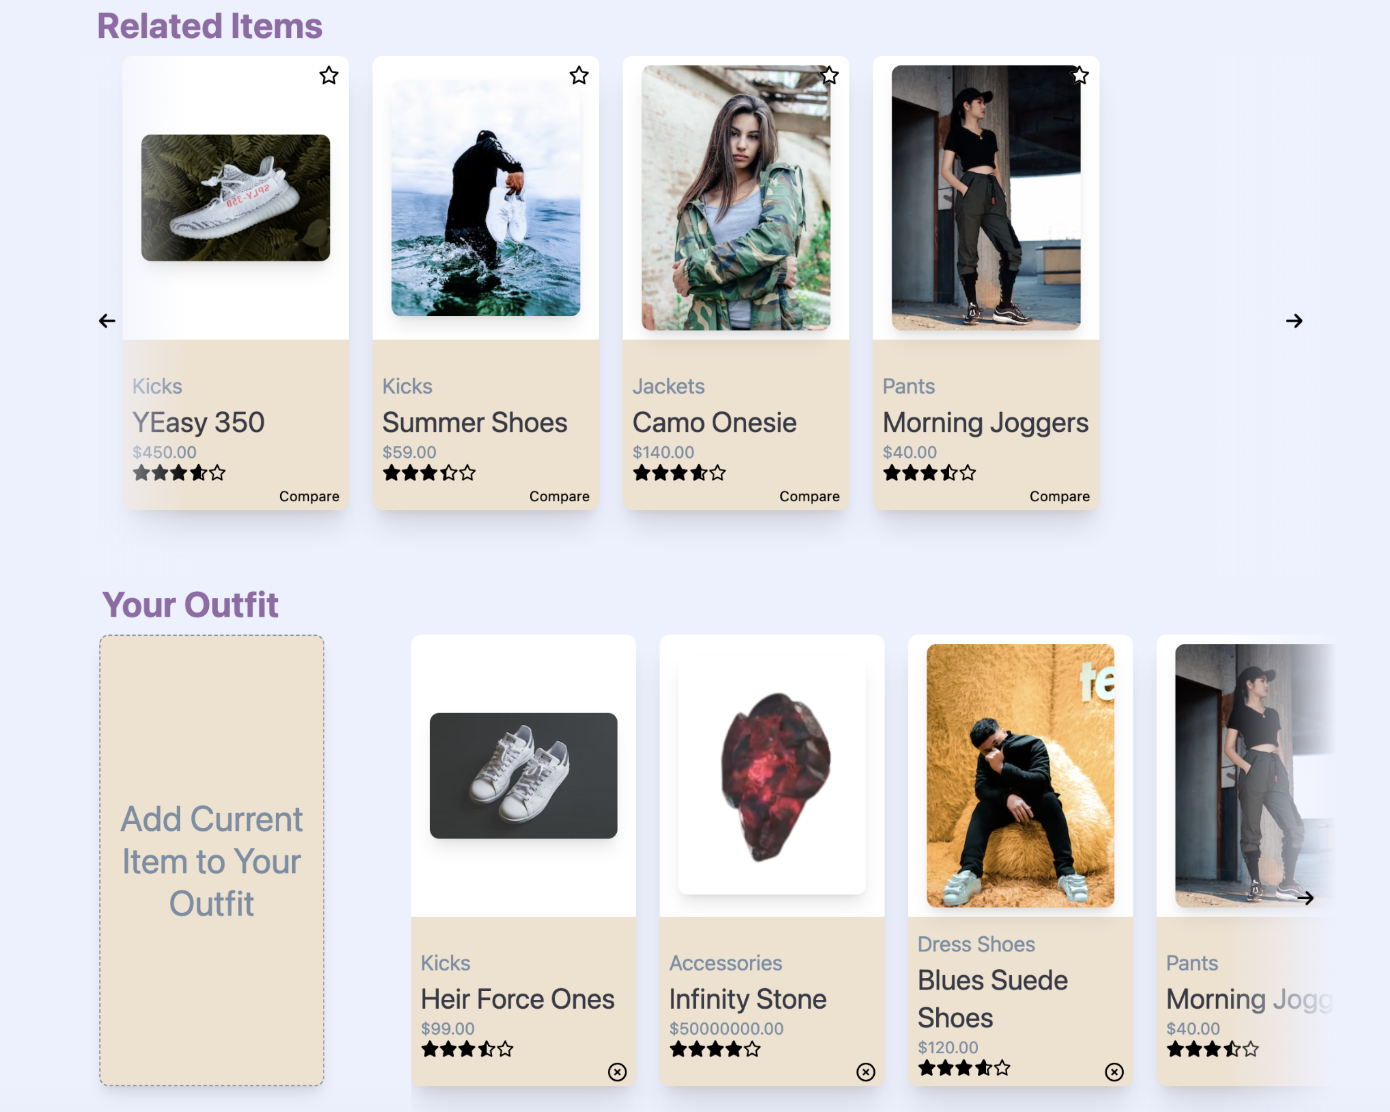 Related Items
Kicks
YEasy 350
$450.00
Compare
Kicks
Summer Shoes
$59.00
Compare
Jackets
Camo Onesie
$140.00
Compare
Pants
Morning Joggers
$40.00
Compare
SPLY-350
Your Outfit
Add Current
Item to Your
Outfit
Kicks
Heir Force Ones
$99.00
Accessories
Infinity Stone
$50000000.00
te
Dress Shoes
Blues Suede
Shoes
$120.00
Pants
Morning Jogg
$40.00